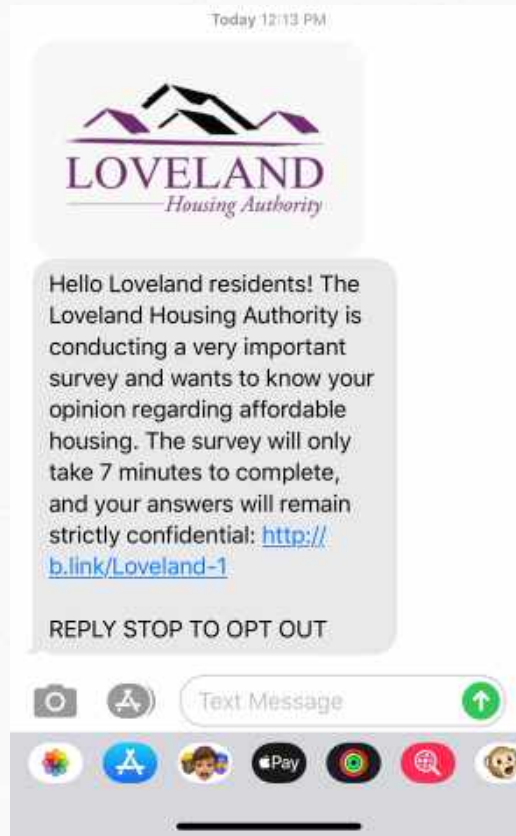 Today 12:13 PM
LOVELAND
Housing Authority
Hello Loveland residents! The
Loveland Housing Authority is
conducting a very important
survey and wants to know your
opinion regarding affordable
housing. The survey will only
take 7 minutes to complete,
and your answers will remain
strictly confidential: http://
b.link/Loveland-1
REPLY STOP TO OPT OUT
Text Message
Pay